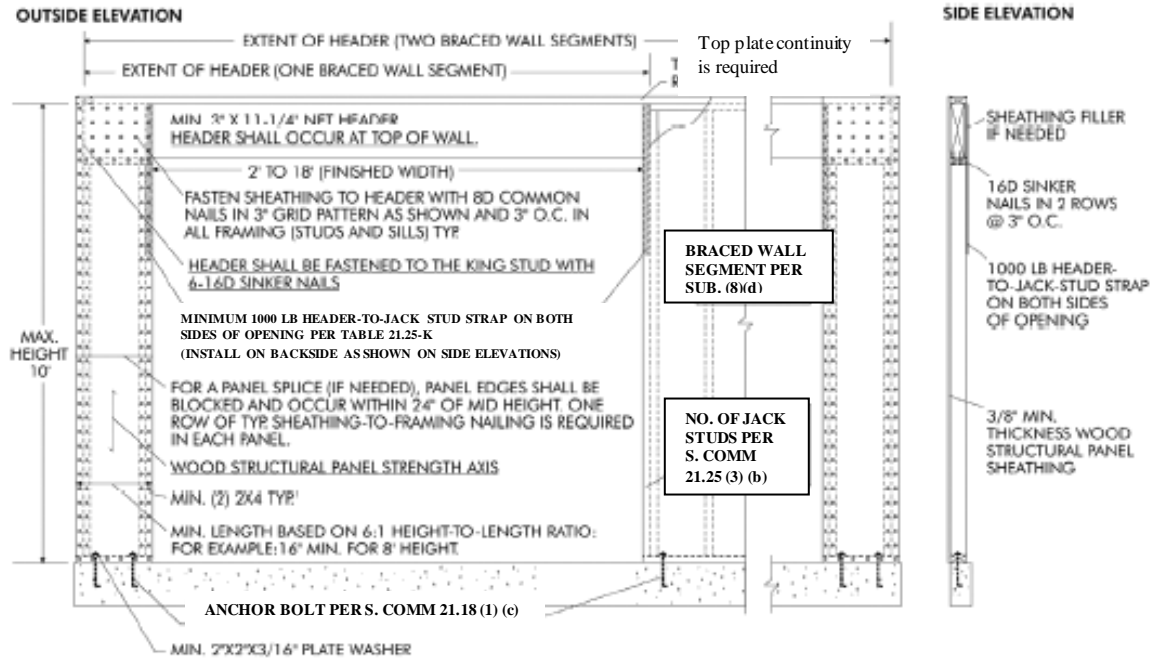 OUTSIDE ELEVATION
SIDE ELEVATION
EXTENT OF HEADER (TWO BRACED WALL SEGMENTS)
Top plate continuity
is required
EXTENT OF HEADER (ONE BRACED WALL SEGMENT)
MIN. 3" X 11-1/4" NET HEADER
HEADER SHALL OCCUR AT TOP OF WALL.
2' TO 18' (FINISHED WIDTH)
FASTEN SHEATHING TO HEADER WITH 8D COMMON
NAILS IN 3" GRID PATTERN AS SHOWN AND 3" O.C. IN
ALL FRAMING (STUDS AND SILLS) TYP.
HEADER SHALL BE FASTENED TO THE KING STUD WITH
6-16D SINKER NAILS
MINIMUM 1000 LB HEADER-TO-JACK STUD STRAP ON BOTH
SIDES OF OPENING PER TABLE 21.25-K
(INSTALL ON BACKSIDE AS SHOWN ON SIDE ELEVATIONS)
MAX.
HEIGHT
10'
FOR A PANEL SPLICE (IF NEEDED), PANEL EDGES SHALL BE
BLOCKED AND OCCUR WITHIN 24" OF MID HEIGHT. ONE
ROW OF TYP. SHEATHING-TO-FRAMING NAILING IS REQUIRED
IN EACH PANEL.
WOOD STRUCTURAL PANEL STRENGTH AXIS
MIN. (2) 2X4 TYP.
MIN. LENGTH BASED ON 6:1 HEIGHT-TO-LENGTH RATIO:
FOR EXAMPLE: 16" MIN. FOR 8' HEIGHT.
ANCHOR BOLT PER S. COMM 21.18 (1) (c)
MIN. 2"X2"X3/16" PLATE WASHER
BRACED WALL
SEGMENT PER
SUB. (8)(d)
NO. OF JACK
STUDS PER
S. COMM
21.25 (3) (b)
SHEATHING FILLER
IF NEEDED
16D SINKER
NAILS IN 2 ROWS
@ 3" O.C.
1000 LB HEADER-
TO-JACK-STUD STRAP
ON BOTH SIDES
OF OPENING
3/8" MIN.
THICKNESS WOOD
STRUCTURAL PANEL
SHEATHING